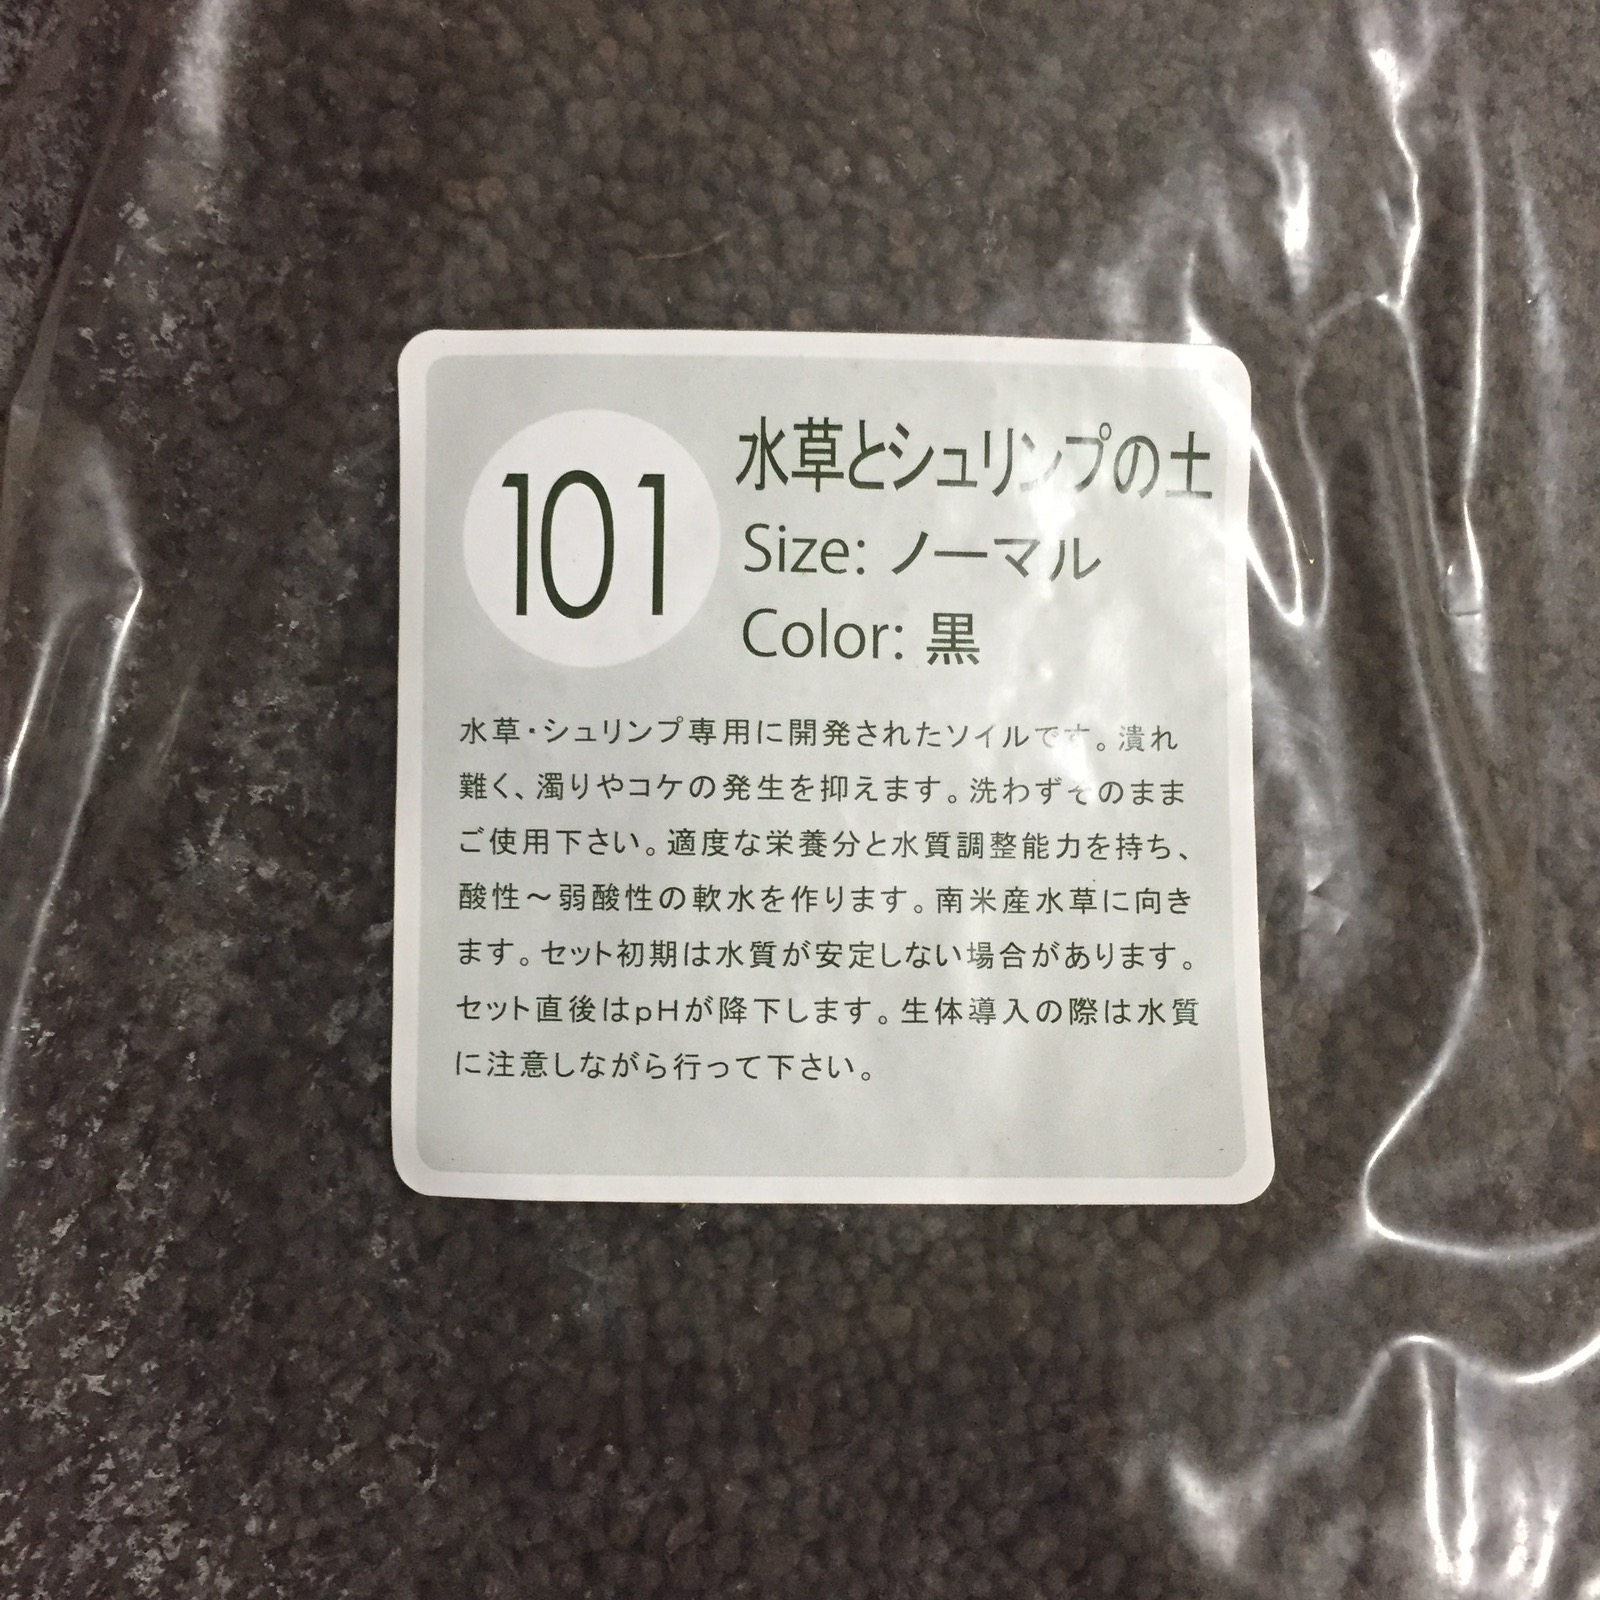 101
水草とシュリンプの土
Size: ノーマル
Color: 黒
水草・シュリンプ専用に開発されたソイルです。潰れ
難く、濁りやコケの発生を抑えます。洗わずそのまま
ご使用下さい。適度な栄養分と水質調整能力を持ち、
酸性～弱酸性の軟水を作ります。南米産水草に向き
ます。セット初期は水質が安定しない場合があります。
セット直後はpHが降下します。生体導入の際は水質
に注意しながら行って下さい。